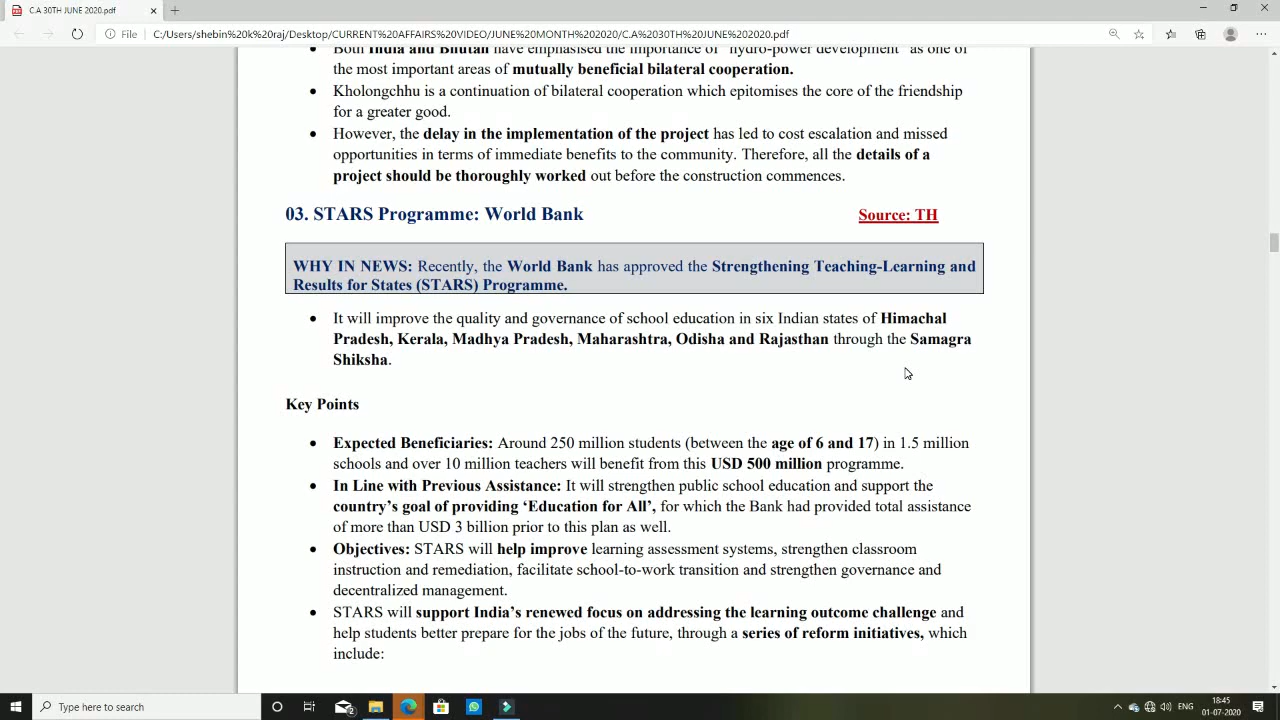 C.A 30TH JUNE 2020.pdf
File
C:/Users/shebin%20k%20raj/Desktop/CURRENT%20AFFAIRS%20VIDEO/JUNE%20MONTH%202020/C.A%2030TH%20JUNE%202020.pdf
Both India and Bhutan have emphasised the importance of "hydro-power development" as one of
the most important areas of mutually beneficial bilateral cooperation.
Kholongchhu is a continuation of bilateral cooperation which epitomises the core of the friendship
for a greater good.
However, the delay in the implementation of the project has led to cost escalation and missed
opportunities in terms of immediate benefits to the community. Therefore, all the details of a
project should be thoroughly worked out before the construction commences.
03. STARS Programme: World Bank
Source: TH
WHY IN NEWS: Recently, the World Bank has approved the Strengthening Teaching-Learning and
Results for States (STARS) Programme.
It will improve the quality and governance of school education in six Indian states of Himachal
Pradesh, Kerala, Madhya Pradesh, Maharashtra, Odisha and Rajasthan through the Samagra
Shiksha.
Key Points
Expected Beneficiaries: Around 250 million students (between the age of 6 and 17) in 1.5 million
schools and over 10 million teachers will benefit from this USD 500 million programme.
In Line with Previous Assistance: It will strengthen public school education and support the
country's goal of providing 'Education for All', for which the Bank had provided total assistance
of more than USD 3 billion prior to this plan as well.
Objectives: STARS will help improve learning assessment systems, strengthen classroom
instruction and remediation, facilitate school-to-work transition and strengthen governance and
decentralized management.
STARS will support India's renewed focus on addressing the learning outcome challenge and
help students better prepare for the jobs of the future, through a series of reform initiatives, which
include:
Type here to search
ENG
18:45
01-07-2020